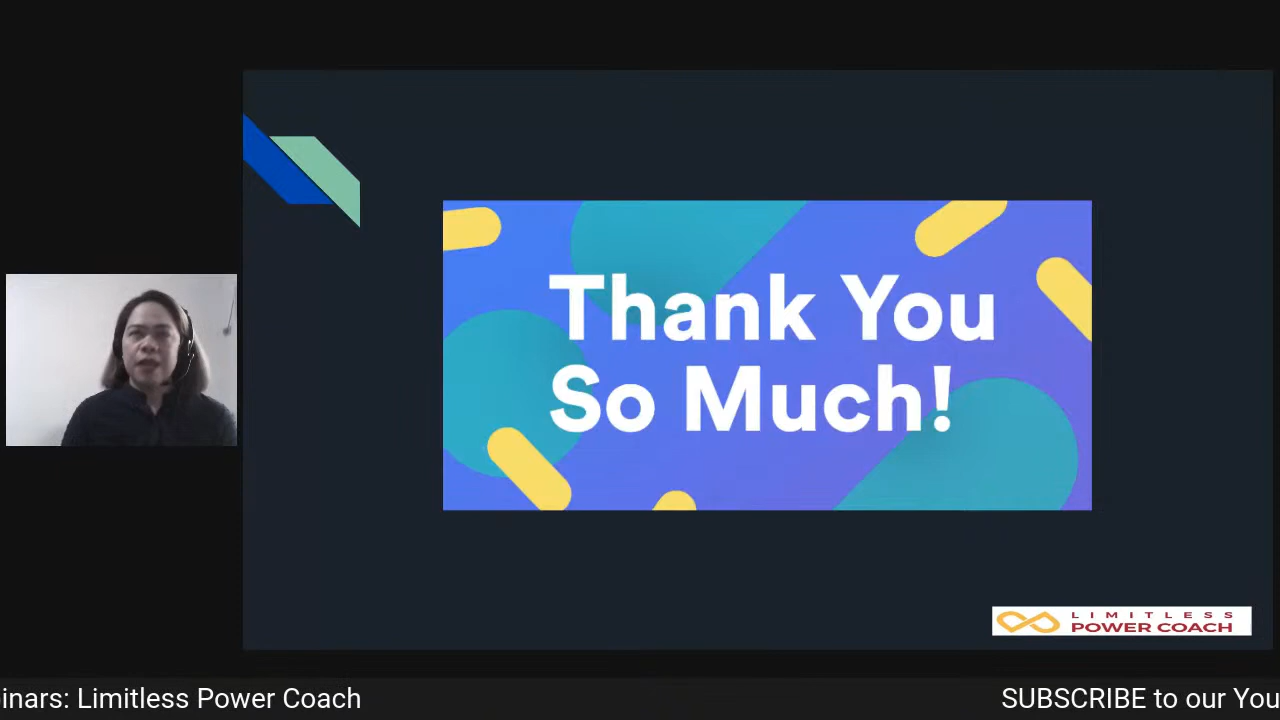 Thank You
So Much!
LIMITLESS
POWER COACH
inars: Limitless Power Coach
SUBSCRIBE to our You